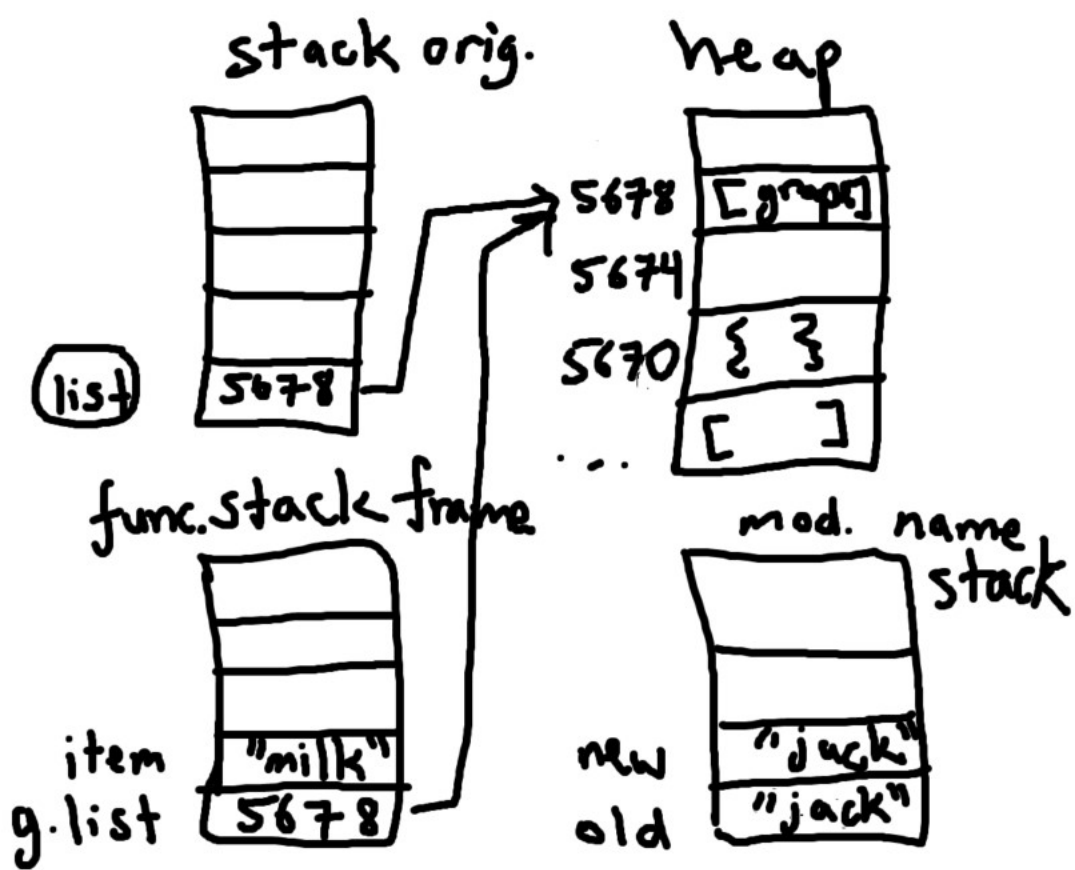 stack orig.
heap
5678
[grape]
5674
5670
{ }
list
5678
[ ]
...
func. stack frame
mod. name
stack
item
"milk"
g.list
5678
new
"jack"
old
"jack"